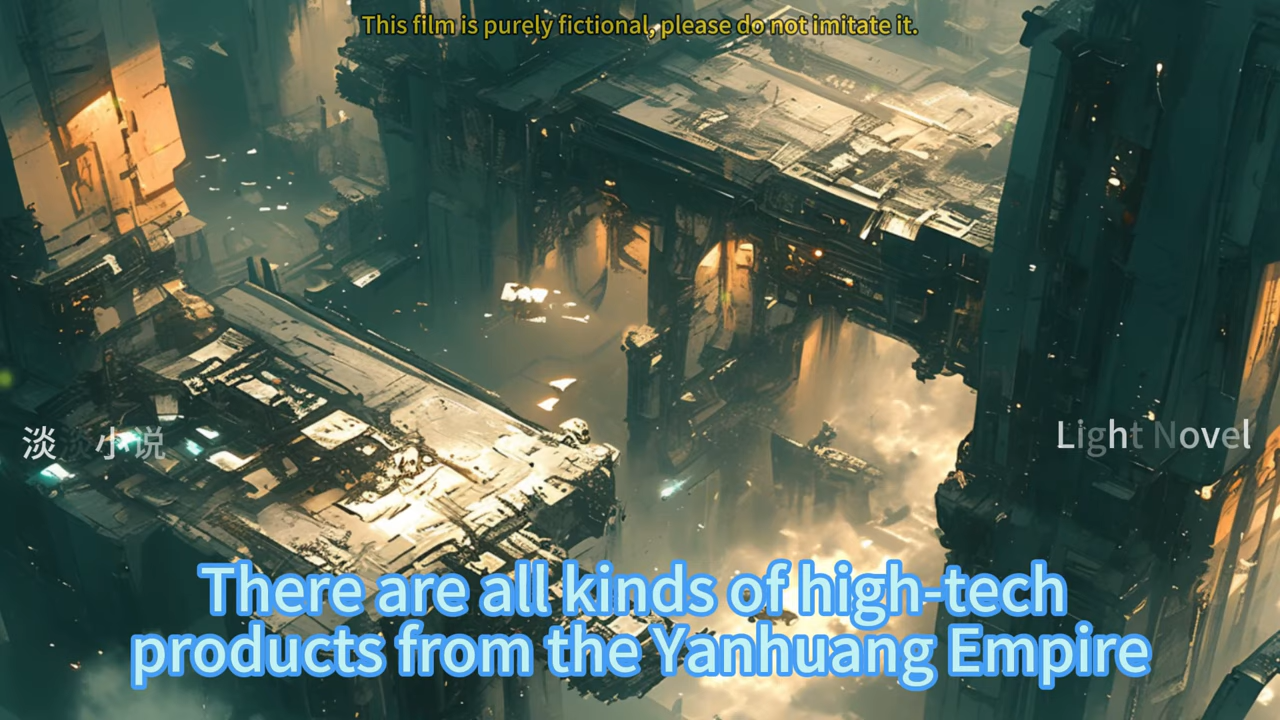 This film is purely fictional, please do not imitate it.
淡淡小说
Light Novel
There are all kinds of high-tech
products from the Yanhuang Empire